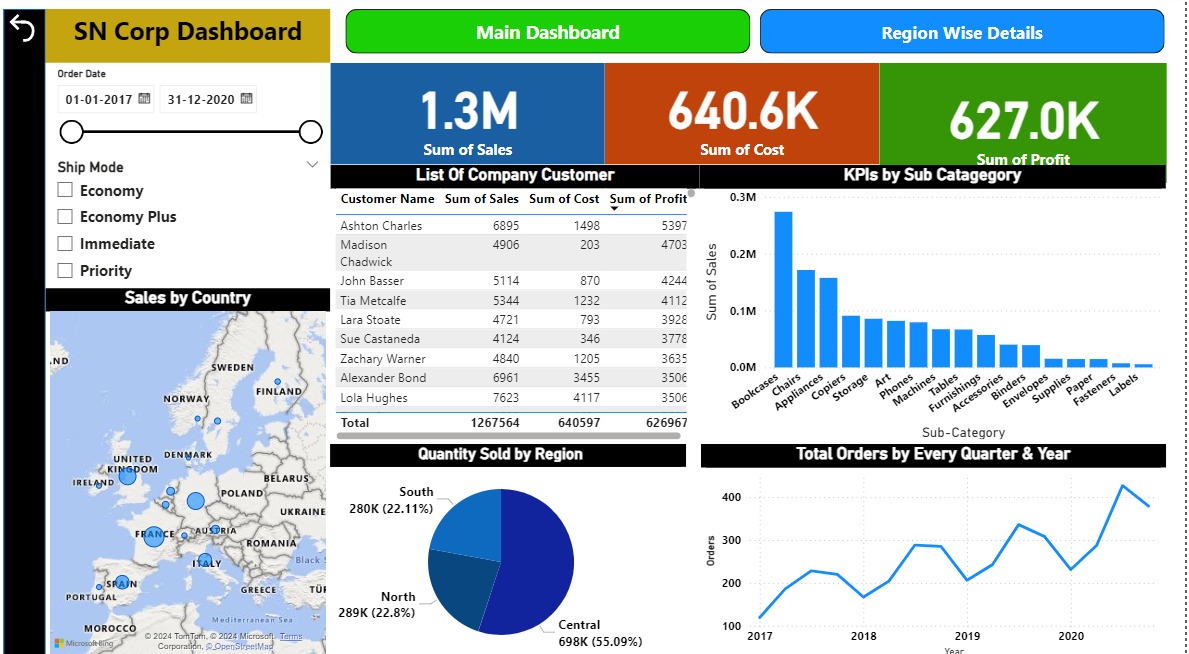 SN Corp Dashboard
Main Dashboard
Region Wise Details
Order Date
01-01-2017
31-12-2020
Ship Mode
Economy
Economy Plus
Immediate
Priority
1.3M
Sum of Sales
640.6K
Sum of Cost
627.0K
Sum of Profit
List Of Company Customer
Customer Name Sum of Sales Sum of Cost Sum of Profit
Ashton Charles 6895 1498 5397
Madison Chadwick 4906 203 4703
John Basser 5114 870 4244
Tia Metcalfe 5344 1232 4112
Lara Stoate 4721 793 3928
Sue Castaneda 4124 346 3778
Zachary Warner 4840 1205 3635
Alexander Bond 6961 3455 3506
Lola Hughes 7623 4117 3506
Total 1267564 640597 626967
KPIs by Sub Catagegory
Sum of Sales
0.3M
0.2M
0.1M
0.0M
Bookcases
Chairs
Appliances
Copiers
Storage
Art
Phones
Machines
Tables
Furnishings
Accessories
Binders
Envelopes
Supplies
Paper
Fasteners
Labels
Sub-Category
Sales by Country
ND
SWEDEN
FINLAND
NORWAY
DENMARK
UNITED
KINGDOM
IRELAND
BELARUS
POLAND
UKRAINE
FRANCE
AUSTRIA
ROMANIA
ITALY
Black S
SPAIN
PORTUGAL
GREECE
TÜR
Mediterranean Sea
MOROCCO
Microsoft Bing
© 2024 TomTom, © 2024 Microsoft Terms
Corporation, © OpenStreetMap
Quantity Sold by Region
South
280K (22.11%)
North
289K (22.8%)
Central
698K (55.09%)
Total Orders by Every Quarter & Year
Orders
400
300
200
100
2017
2018
2019
2020
Year